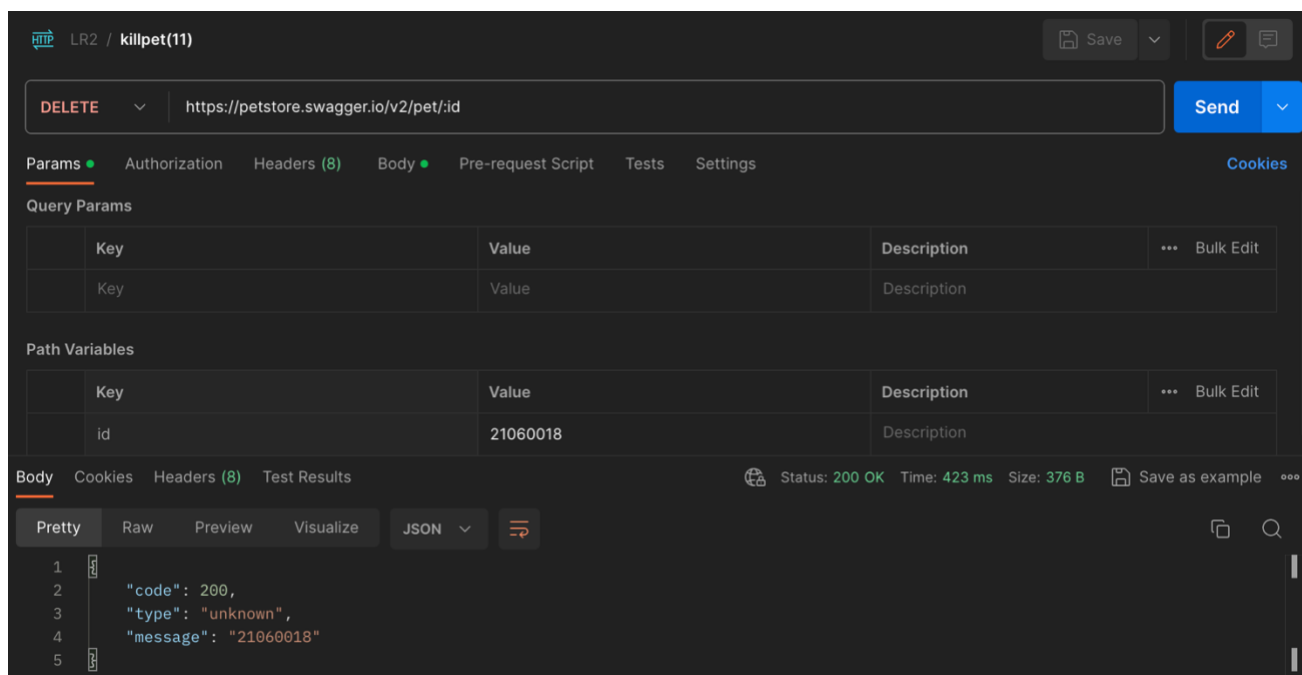 HTTP LR2 / killpet(11) Save
DELETE https://petstore.swagger.io/v2/pet/:id Send
Params Authorization Headers (8) Body Pre-request Script Tests Settings Cookies
Query Params
Key Value Description ••• Bulk Edit
Key Value Description
Path Variables
Key Value Description ••• Bulk Edit
id 21060018 Description
Body Cookies Headers (8) Test Results Status: 200 OK Time: 423 ms Size: 376 B Save as example
Pretty Raw Preview Visualize JSON
1 {
2 "code": 200,
3 "type": "unknown",
4 "message": "21060018"
5 }